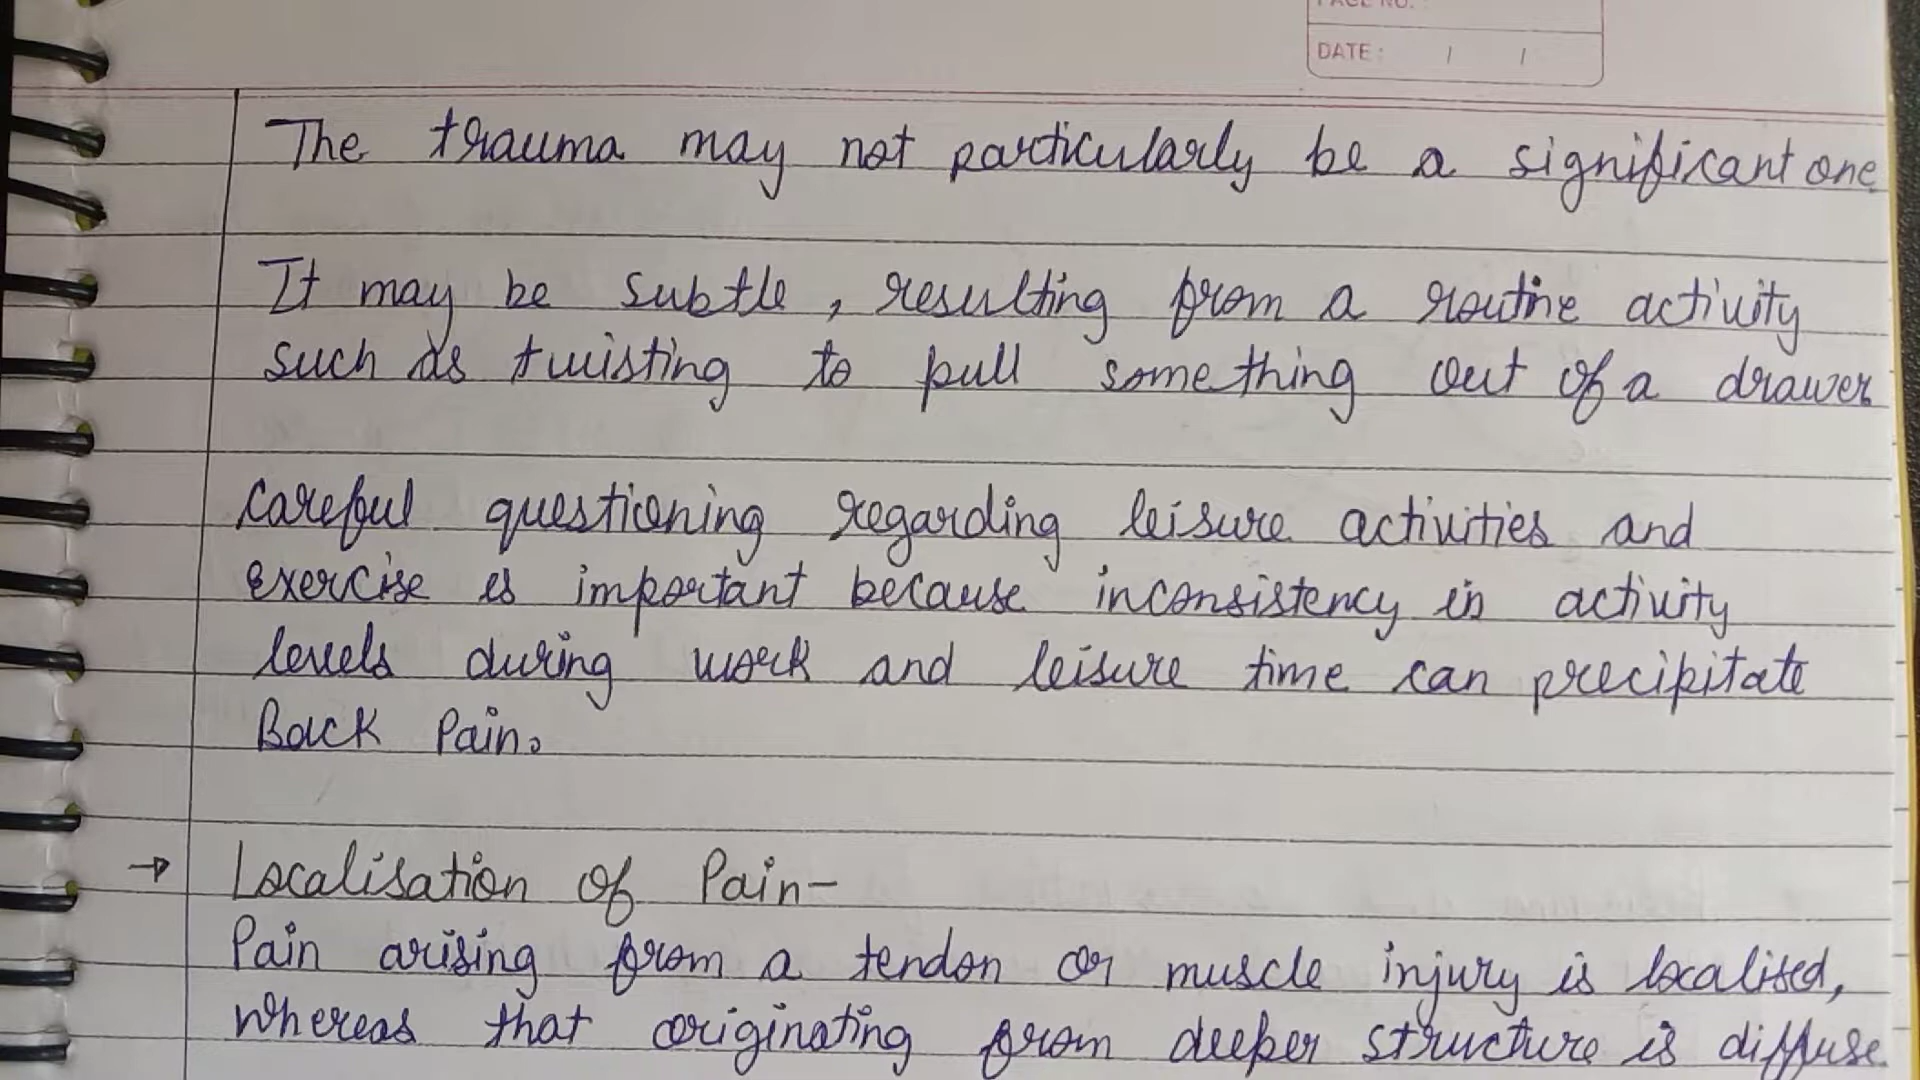 PAGE NO.
DATE: / /
The trauma may not particularly be a significant one
It may be subtle, resulting from a routine activity
such as twisting to pull something out of a drawer
Careful questioning regarding leisure activities and
exercise is important because inconsistency in activity
levels during work and leisure time can precipitate
Back Pain.
→ Localisation of Pain-
Pain arising from a tendon or muscle injury is localised,
whereas that originating from deeper structure is diffuse.